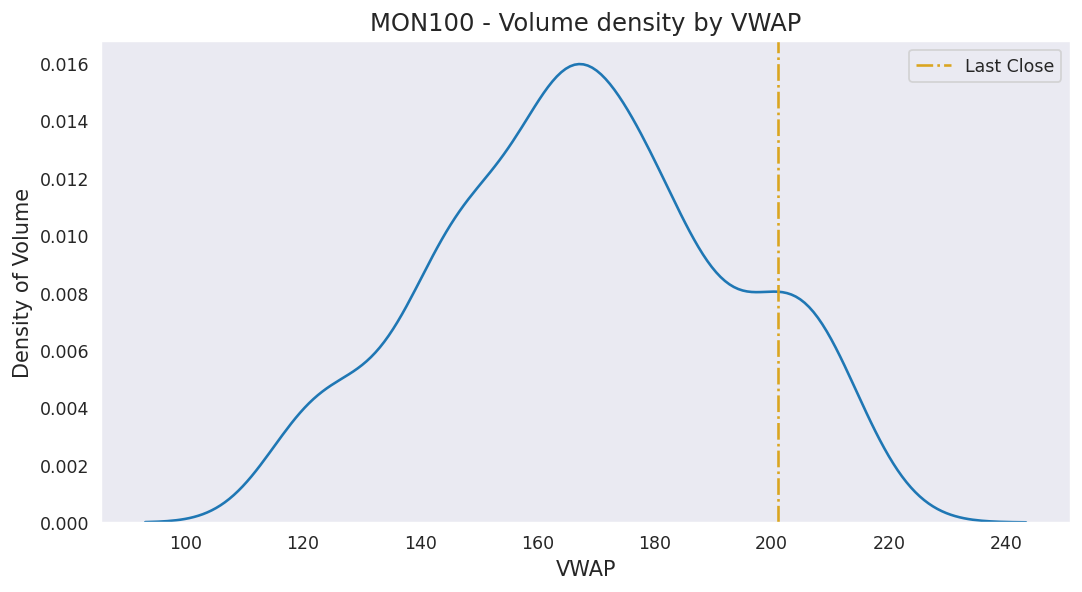 MON100 - Volume density by VWAP
Last Close
Density of Volume
0.016
0.014
0.012
0.010
0.008
0.006
0.004
0.002
0.000
100 120 140 160 180 200 220 240
VWAP